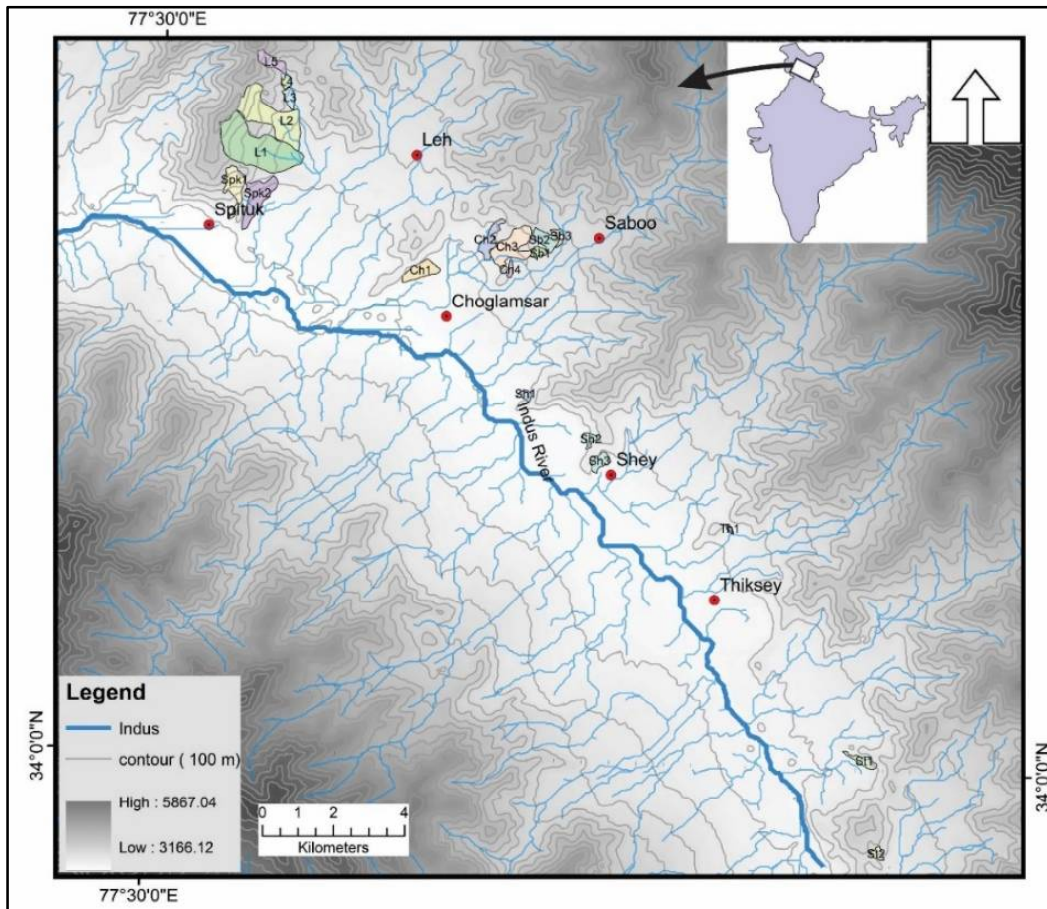 77°30'0"E
L5
L4
L3
L2
L1
Leh
Spk1
Spk2
Spituk
Saboo
Ch2
Ch3
Sb2
Sb3
Sb1
Ch4
Ch1
Choglamsar
Sh1
Indus River
Sh2
Sh3
Shey
Th1
Thiksey
Legend
Indus
contour ( 100 m)
High : 5867.04
Low : 3166.12
0 2 4
Kilometers
34°0'0"N
34°0'0"N
St1
St2
77°30'0"E